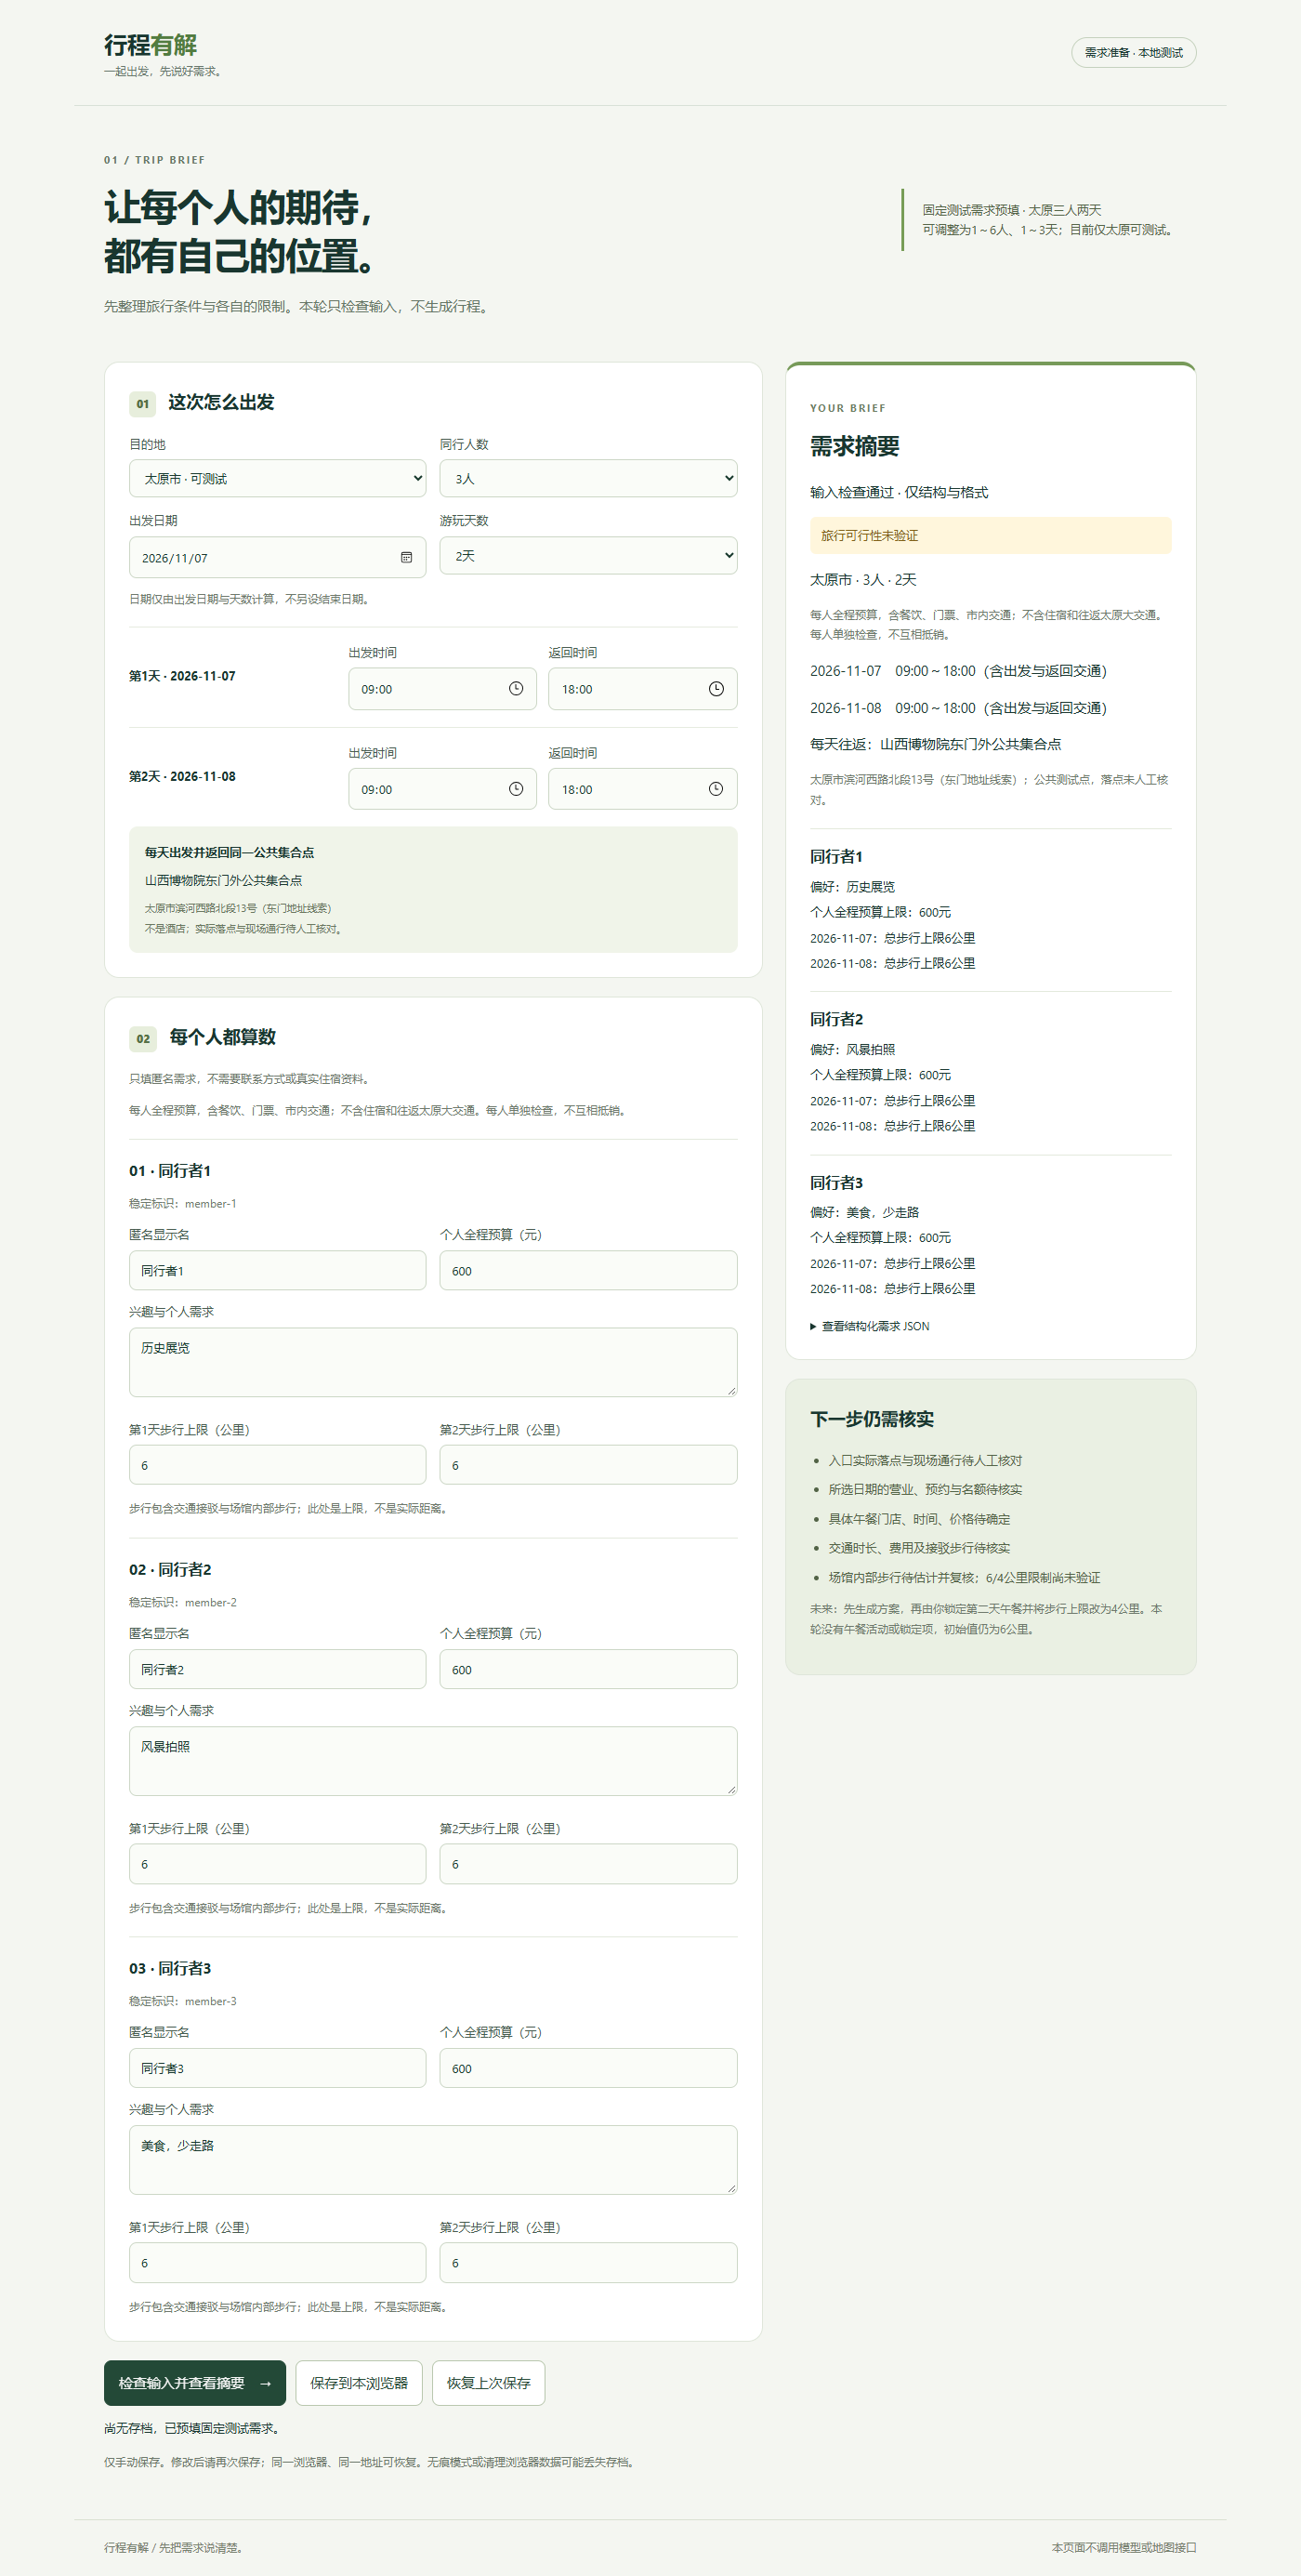 行程有解
一起出发，先说好需求。
需求准备 · 本地测试
01 / TRIP BRIEF
让每个人的期待，
都有自己的位置。
先整理旅行条件与各自的限制。本轮只检查输入，不生成行程。
固定测试需求预填 · 太原三人两天
可调整为1～6人、1～3天；目前仅太原可测试。
01 这次怎么出发
目的地
同行人数
太原市 · 可测试
3人
出发日期
游玩天数
2026/11/07
2天
日期仅由出发日期与天数计算，不另设结束日期。
第1天 · 2026-11-07
出发时间
返回时间
09:00
18:00
第2天 · 2026-11-08
出发时间
返回时间
09:00
18:00
每天出发并返回同一公共集合点
山西博物院东门外公共集合点
太原市滨河西路北段13号（东门地址线索）
不是酒店；实际落点与现场通行待人工核对。
02 每个人都算数
只填匿名需求，不需要联系方式或真实住宿资料。
每人全程预算，含餐饮、门票、市内交通；不含住宿和往返太原大交通。每人单独检查，不互相抵销。
01 · 同行者1
稳定标识：member-1
匿名显示名
个人全程预算（元）
同行者1
600
兴趣与个人需求
历史展览
第1天步行上限（公里）
第2天步行上限（公里）
6
6
步行包含交通接驳与场馆内部步行；此处是上限，不是实际距离。
02 · 同行者2
稳定标识：member-2
匿名显示名
个人全程预算（元）
同行者2
600
兴趣与个人需求
风景拍照
第1天步行上限（公里）
第2天步行上限（公里）
6
6
步行包含交通接驳与场馆内部步行；此处是上限，不是实际距离。
03 · 同行者3
稳定标识：member-3
匿名显示名
个人全程预算（元）
同行者3
600
兴趣与个人需求
美食，少走路
第1天步行上限（公里）
第2天步行上限（公里）
6
6
步行包含交通接驳与场馆内部步行；此处是上限，不是实际距离。
检查输入并查看摘要 →
保存到本浏览器
恢复上次保存
尚无存档，已预填固定测试需求。
仅手动保存。修改后请再次保存；同一浏览器、同一地址可恢复。无痕模式或清理浏览器数据可能丢失存档。
YOUR BRIEF
需求摘要
输入检查通过 · 仅结构与格式
旅行可行性未验证
太原市 · 3人 · 2天
每人全程预算，含餐饮、门票、市内交通；不含住宿和往返太原大交通。
每人单独检查，不互相抵销。
2026-11-07 09:00～18:00（含出发与返回交通）
2026-11-08 09:00～18:00（含出发与返回交通）
每天往返：山西博物院东门外公共集合点
太原市滨河西路北段13号（东门地址线索）；公共测试点，落点未人工核
对。
同行者1
偏好：历史展览
个人全程预算上限：600元
2026-11-07：总步行上限6公里
2026-11-08：总步行上限6公里
同行者2
偏好：风景拍照
个人全程预算上限：600元
2026-11-07：总步行上限6公里
2026-11-08：总步行上限6公里
同行者3
偏好：美食，少走路
个人全程预算上限：600元
2026-11-07：总步行上限6公里
2026-11-08：总步行上限6公里
▶ 查看结构化需求 JSON
下一步仍需核实
• 入口实际落点与现场通行待人工核对
• 所选日期的营业、预约与名额待核实
• 具体午餐门店、时间、价格待确定
• 交通时长、费用及接驳步行待核实
• 场馆内部步行待估计并复核；6/4公里限制尚未验证
未来：先生成方案，再由你锁定第二天午餐并将步行上限改为4公里。本
轮没有午餐活动或锁定项，初始值仍为6公里。
行程有解 / 先把需求说清楚。
本页面不调用模型或地图接口